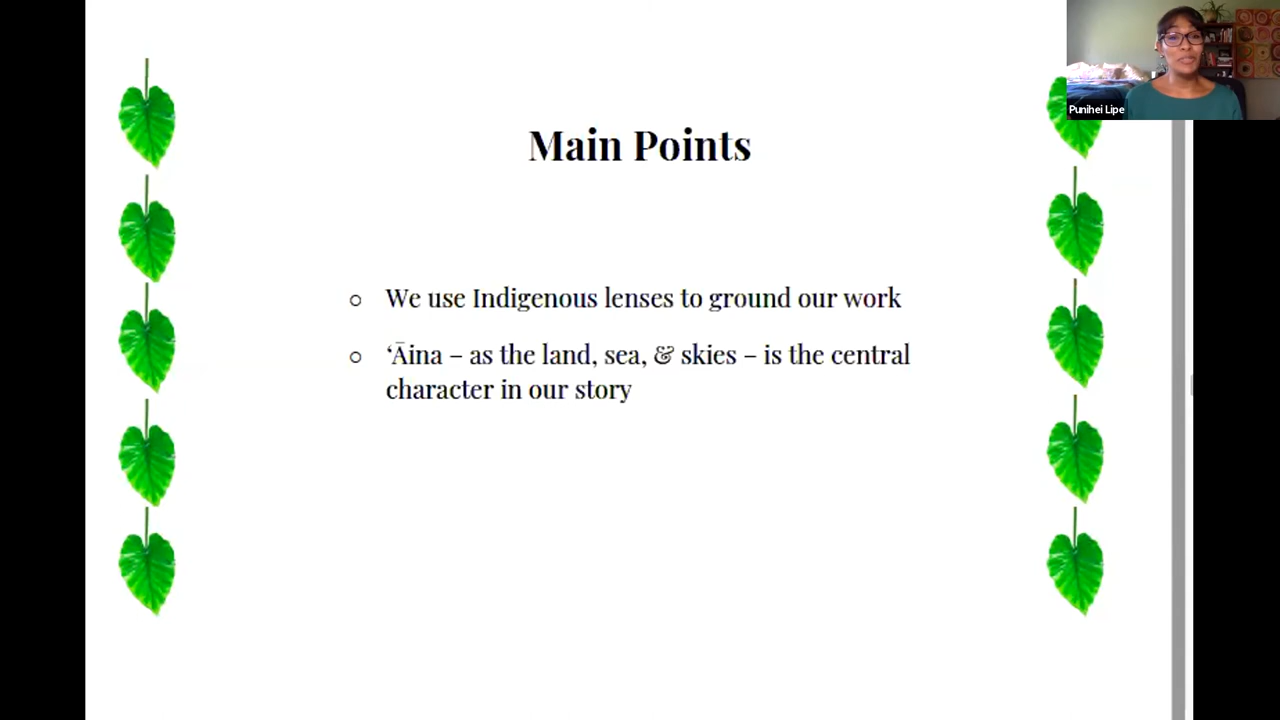 Punihei Lipe
Main Points
○ We use Indigenous lenses to ground our work
○ ‘Āina – as the land, sea, & skies – is the central
character in our story